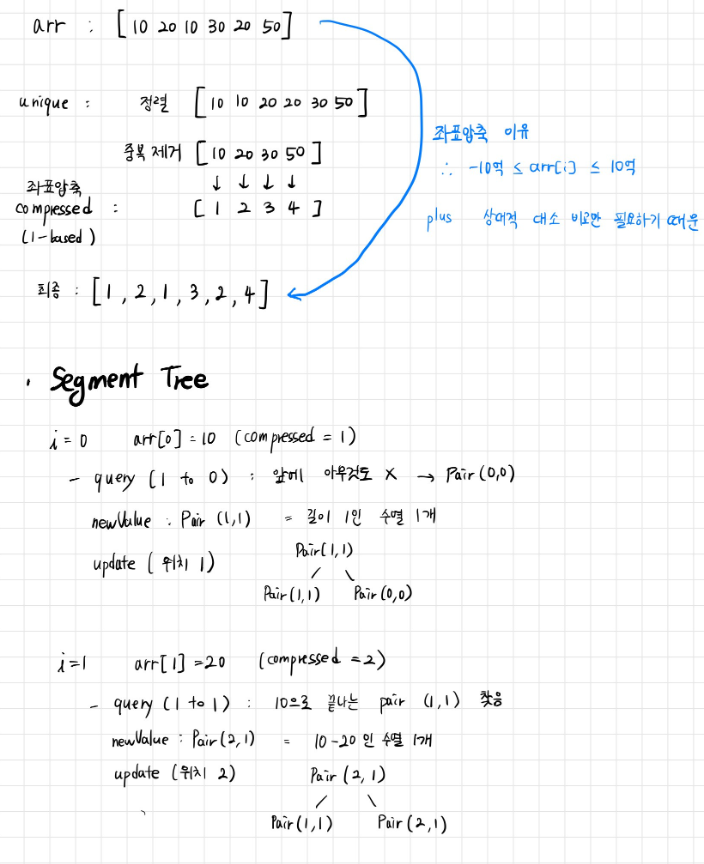 arr : [10 20 10 30 20 50]
unique : 정렬 [10 10 20 20 30 50]
중복 제거 [10 20 30 50]
↓ ↓ ↓ ↓
좌표압축
compressed : [1 2 3 4]
(1-based)
최종 : [1, 2, 1, 3, 2, 4]
좌표압축 이유
∴ -10억 ≤ arr[i] ≤ 10억
plus 상대적 대소 비교만 필요하기 때문
· Segment Tree
i = 0 arr[0] = 10 (compressed = 1)
- query (1 to 0) : 앞에 아무것도 X → Pair(0,0)
newValue : Pair (1,1) = 길이 1인 수열 1개
update ( 위치 1) Pair(1,1)
/ \
Pair(1,1) Pair(0,0)
i=1 arr[1] =20 (compressed =2)
- query (1 to 1) : 10으로 끝나는 pair (1,1) 찾음
newValue : Pair(2,1) = 10-20 인 수열 1개
update (위치 2) Pair (2,1)
/ \
Pair(1,1) Pair(2,1)